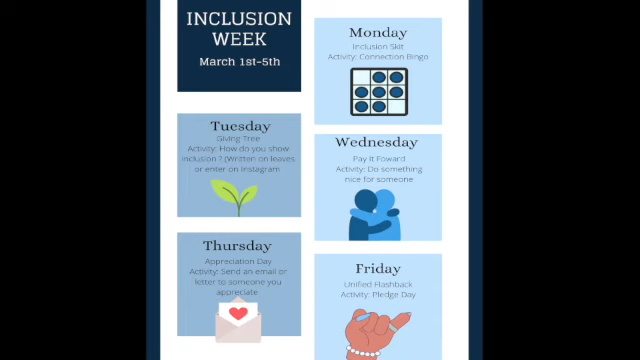 INCLUSION
WEEK
March 1st-5th
Monday
Inclusion Skit
Activity: Connection Bingo
Tuesday
Giving Tree
Activity: How do you show
inclusion ? (Written on leaves
or enter on Instagram
Wednesday
Pay It Foward
Activity: Do something
nice for someone
Thursday
Appreciation Day
Activity: Send an email or
letter to someone you
appreciate
Friday
Unified Flashback
Activity: Pledge Day